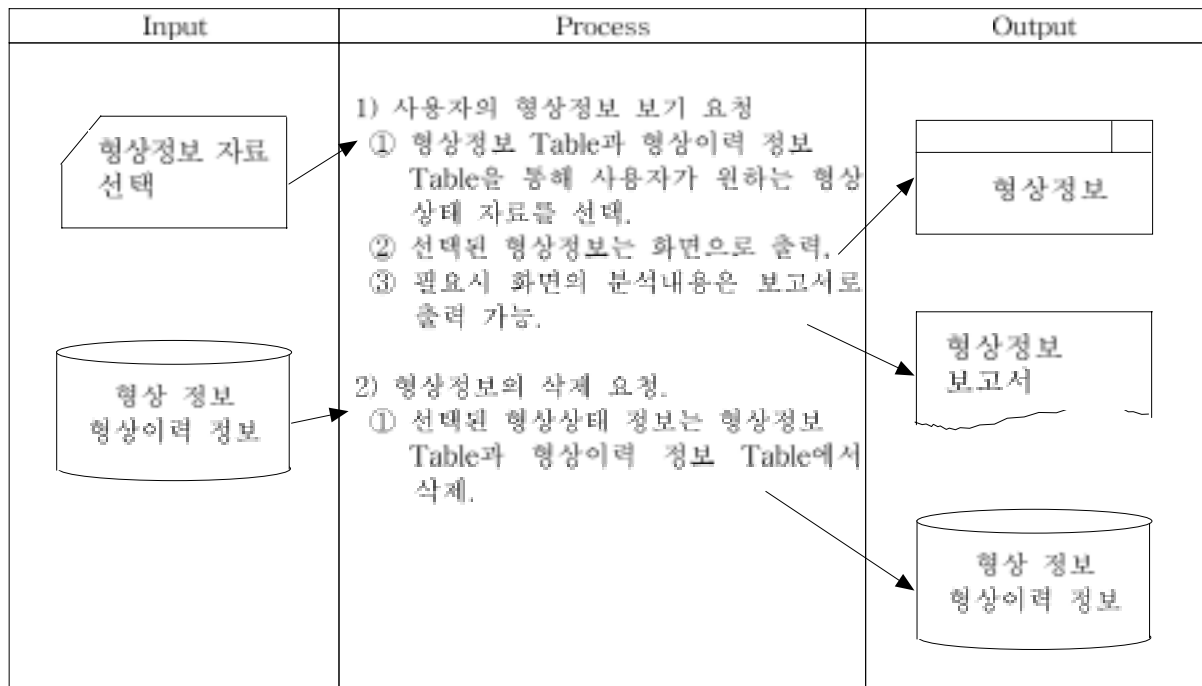 Input
Process
Output
형상정보 자료
선택
형상 정보
형상이력 정보
1) 사용자의 형상정보 보기 요청
① 형상정보 Table과 형상이력 정보
Table을 통해 사용자가 원하는 형상
상태 자료를 선택.
② 선택된 형상정보는 화면으로 출력.
③ 필요시 화면의 분석내용은 보고서로
출력 가능.
2) 형상정보의 삭제 요청.
① 선택된 형상상태 정보는 형상정보
Table과 형상이력 정보 Table에서
삭제.
형상정보
형상정보
보고서
형상 정보
형상이력 정보